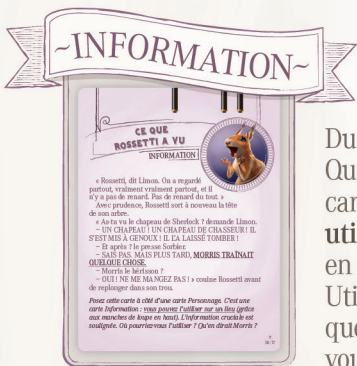 ~INFORMATION~
CE QUE
ROSSETTI A VU
INFORMATION
« Rossetti, dit Limon. On a regardé
partout, vraiment vraiment partout, et il
n'y a pas de renard. Pas de renard du tout. »
Avec prudence, Rossetti sort à nouveau la tête
de son arbre.
« As-tu vu le chapeau de Sherlock ? demande Limon.
– UN CHAPEAU ! UN CHAPEAU DE CHASSEUR ! IL
S'EST MIS À GENOUX ! IL L'A LAISSÉ TOMBER !
– Et après ? le presse Sorbier.
– SAIS PAS. MAIS PLUS TARD, MORRIS TRAÎNAIT
QUELQUE CHOSE.
– Morris le hérisson ?
– OUI ! NE ME MANGEZ PAS ! » couine Rossetti avant
de replonger dans son trou.
Posez cette carte à côté d'une carte Personnage. C'est une
carte Information : vous pouvez l'utiliser sur un lieu (grâce
aux manches de loupe en haut). L'information cruciale est
soulignée. Où pourriez-vous l'utiliser ? Qu'en dirait Morris ?
Du
Qu
car
uti
en
Uti
que
vou